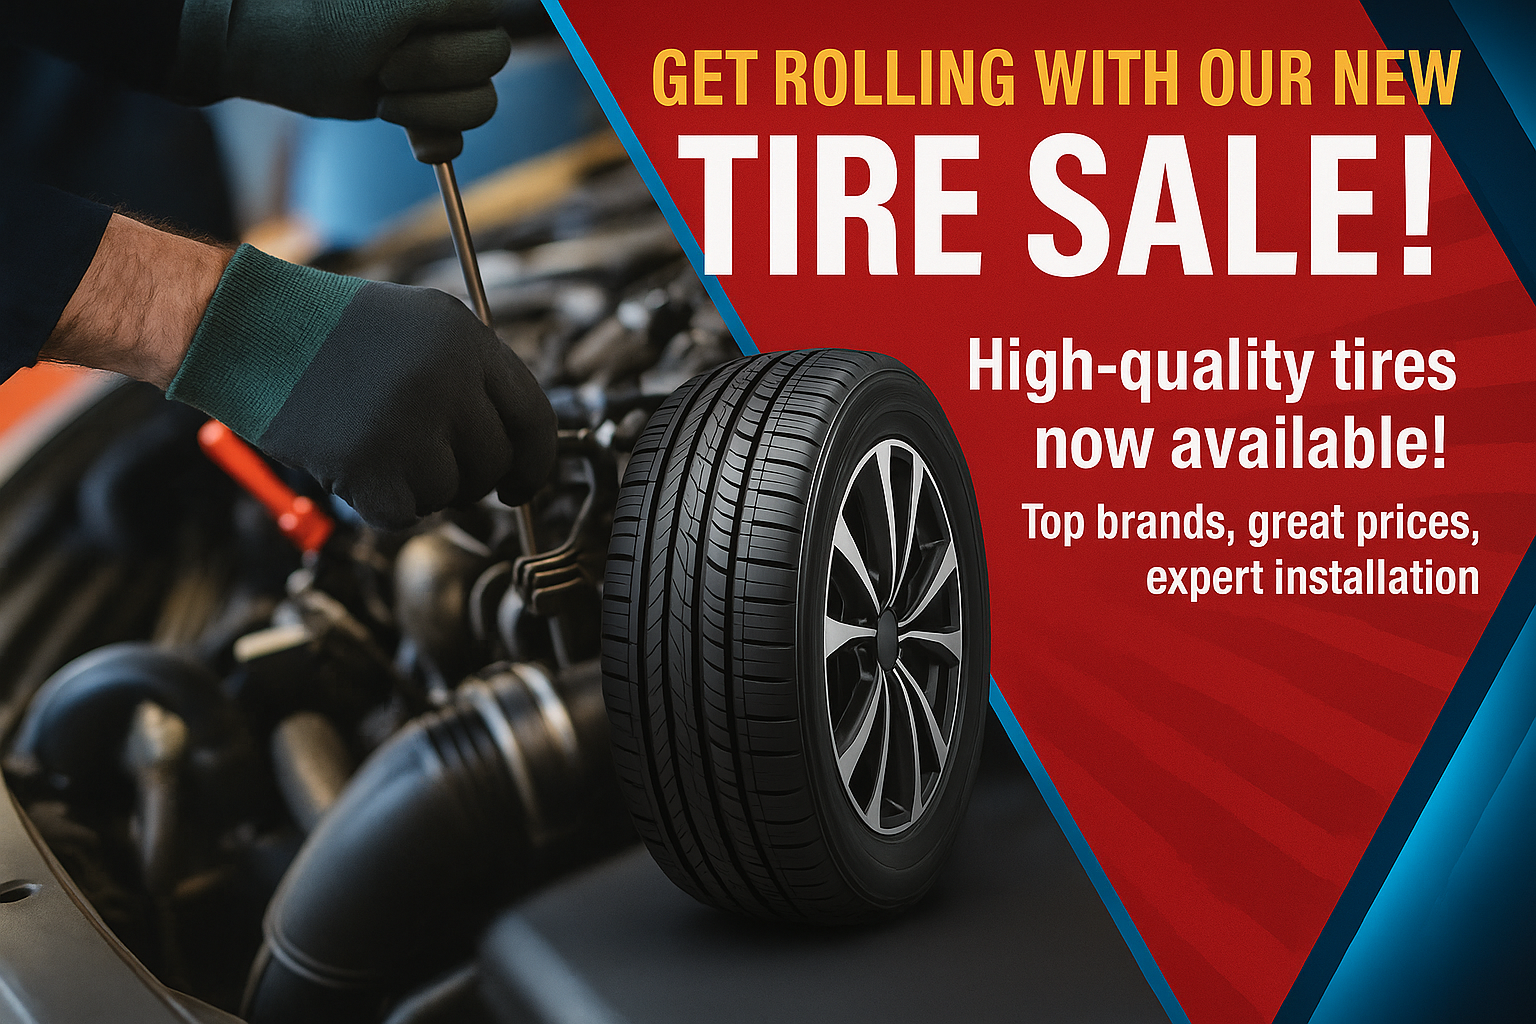 GET ROLLING WITH OUR NEW
TIRE SALE!
High-quality tires
now available!
Top brands, great prices,
expert installation